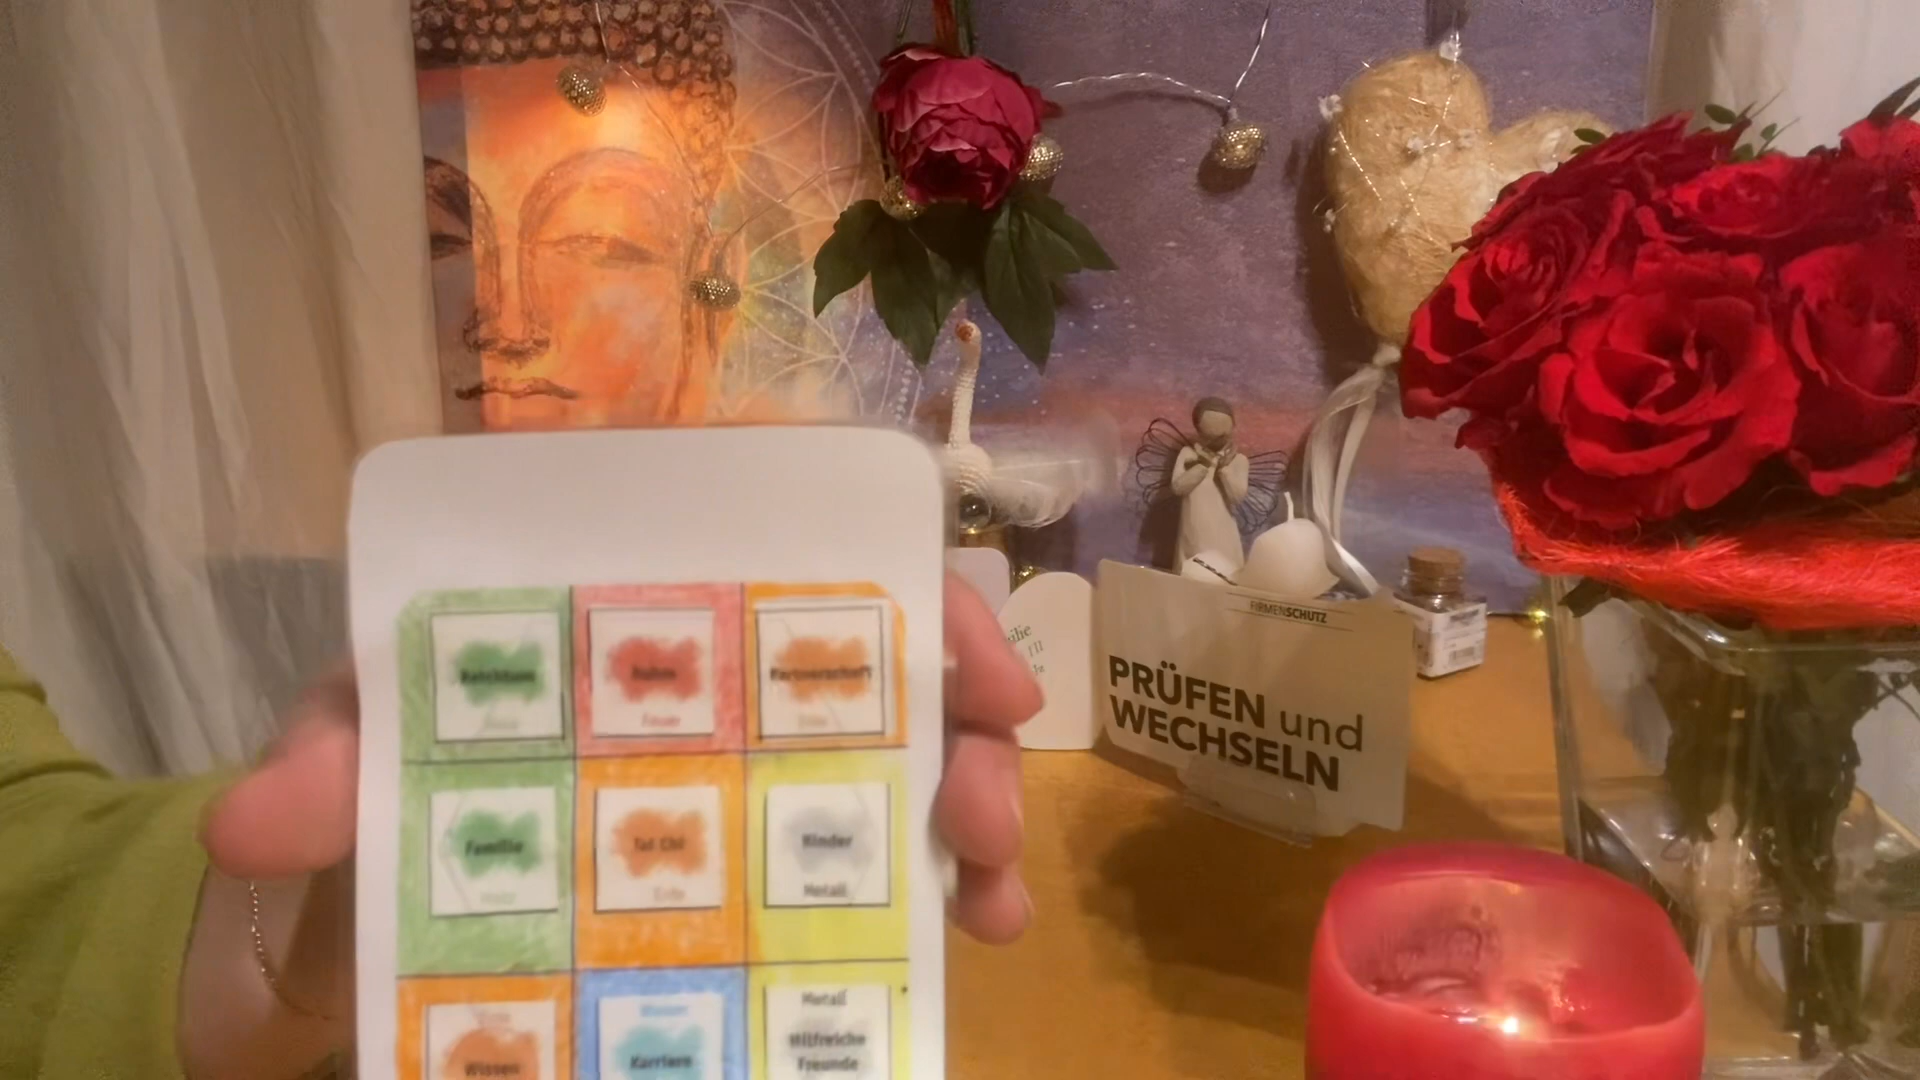 Reichtum
Ruhm
Feuer
Partnerschaft
Erde
Familie
Holz
Tai Chi
Erde
Kinder
Metall
Wissen
Wasser
Karriere
Metall
Hilfreiche
Freunde
FIRMENSCHUTZ
PRÜFEN und
WECHSELN